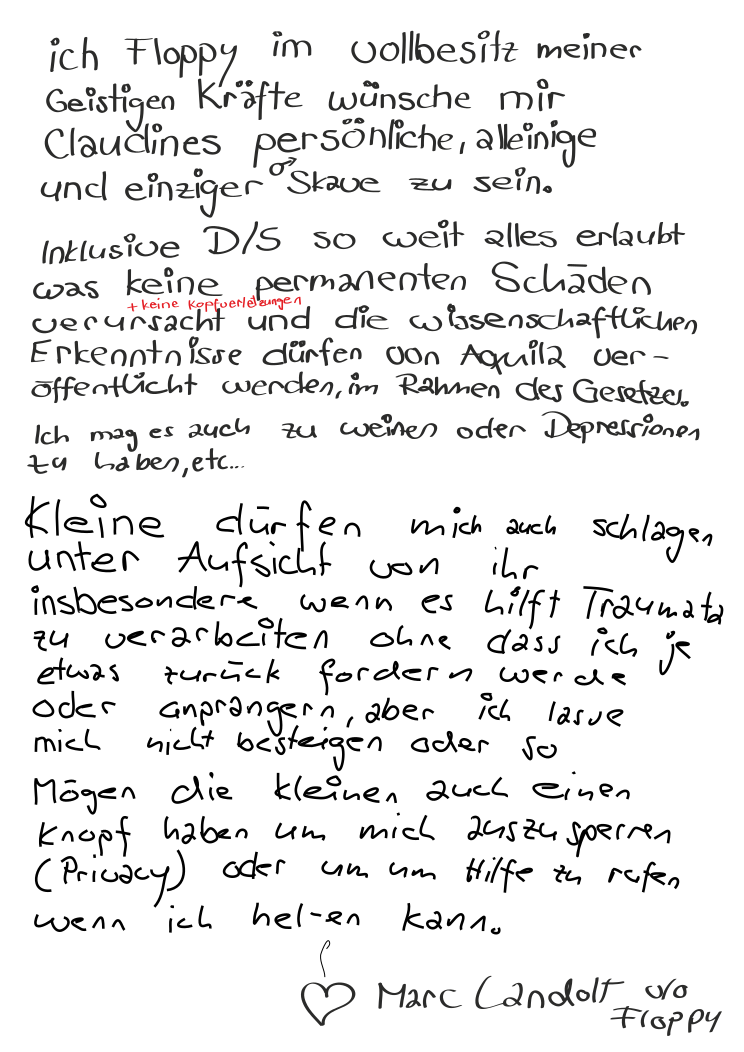 ich Floppy im vollbesitz meiner
Geistigen Kräfte wünsche mir
Claudines persönliche, alleinige
und einziger ♂ Skave zu sein.
Inklusive D/S so weit alles erlaubt
was keine permanenten Schäden
+ keine Kopfverletzungen
verursacht und die wissenschaftlichen
Erkenntnisse dürfen von Aquila ver-
öffentlicht werden, im Rahmen des Gesetzes.
Ich mag es auch zu weinen oder Depressionen
zu haben, etc...
Kleine dürfen mich auch schlagen
unter Aufsicht von ihr
insbesondere wenn es hilft Traumata
zu verarbeiten ohne dass ich je
etwas zurück fordern werde
oder anprangern, aber ich lasse
mich nicht besteigen oder so
Mögen die kleinen auch einen
Knopf haben um mich auszusperren
(Privacy) oder um um Hilfe zu rufen
wenn ich helfen kann.
♡ Marc Landolt v/o
Floppy